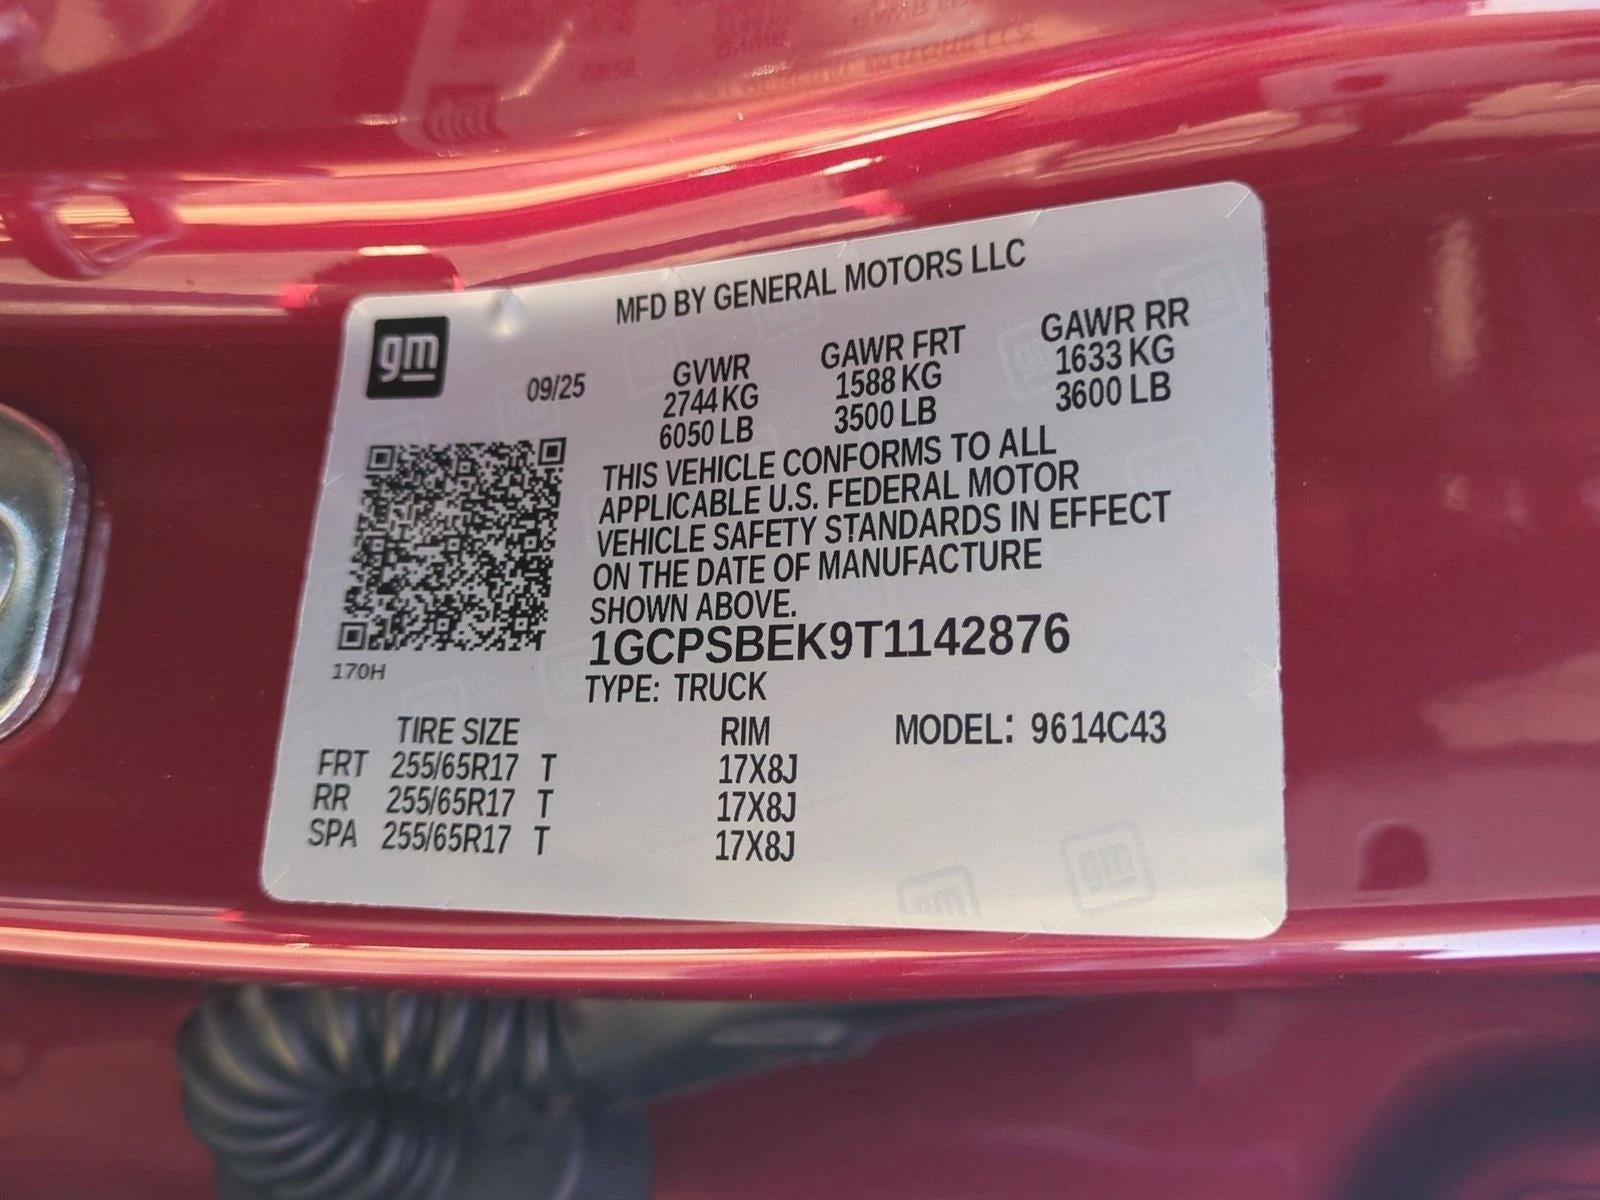 MFD BY GENERAL MOTORS LLC
gm
09/25
GVWR GAWR FRT GAWR RR
2744 KG 1588 KG 1633 KG
6050 LB 3500 LB 3600 LB
THIS VEHICLE CONFORMS TO ALL
APPLICABLE U.S. FEDERAL MOTOR
VEHICLE SAFETY STANDARDS IN EFFECT
ON THE DATE OF MANUFACTURE
SHOWN ABOVE.
1GCPSBEK9T1142876
170H
TYPE: TRUCK
TIRE SIZE RIM MODEL: 9614C43
FRT 255/65R17 T 17X8J
RR 255/65R17 T 17X8J
SPA 255/65R17 T 17X8J
gm